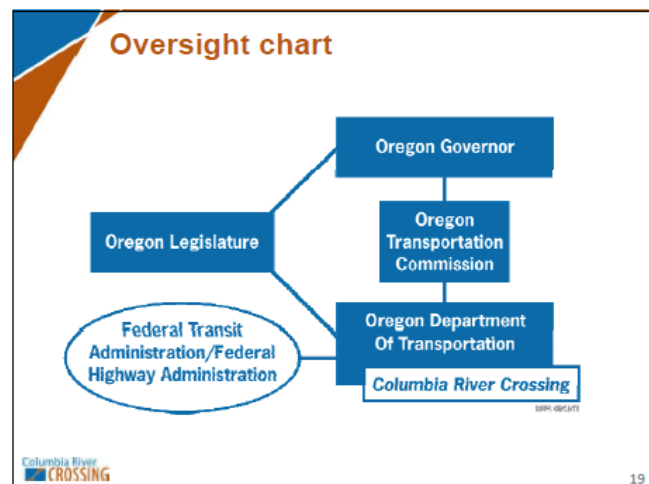 Oversight chart
Oregon Governor
Oregon Legislature
Oregon
Transportation
Commission
Federal Transit
Administration/Federal
Highway Administration
Oregon Department
Of Transportation
Columbia River Crossing
Columbia River
CROSSING
19